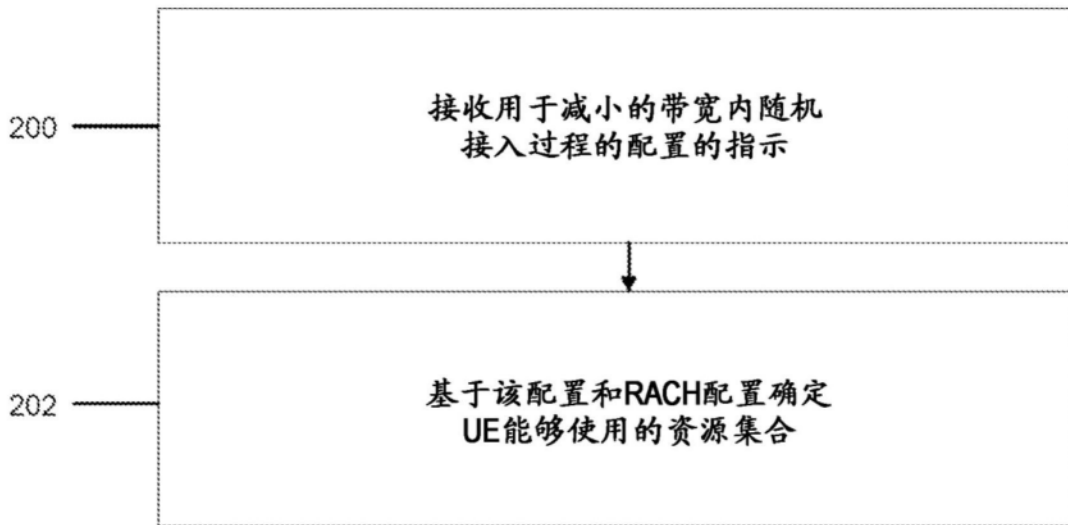 200
接收用于减小的带宽内随机
接入过程的配置的指示
202
基于该配置和RACH配置确定
UE能够使用的资源集合